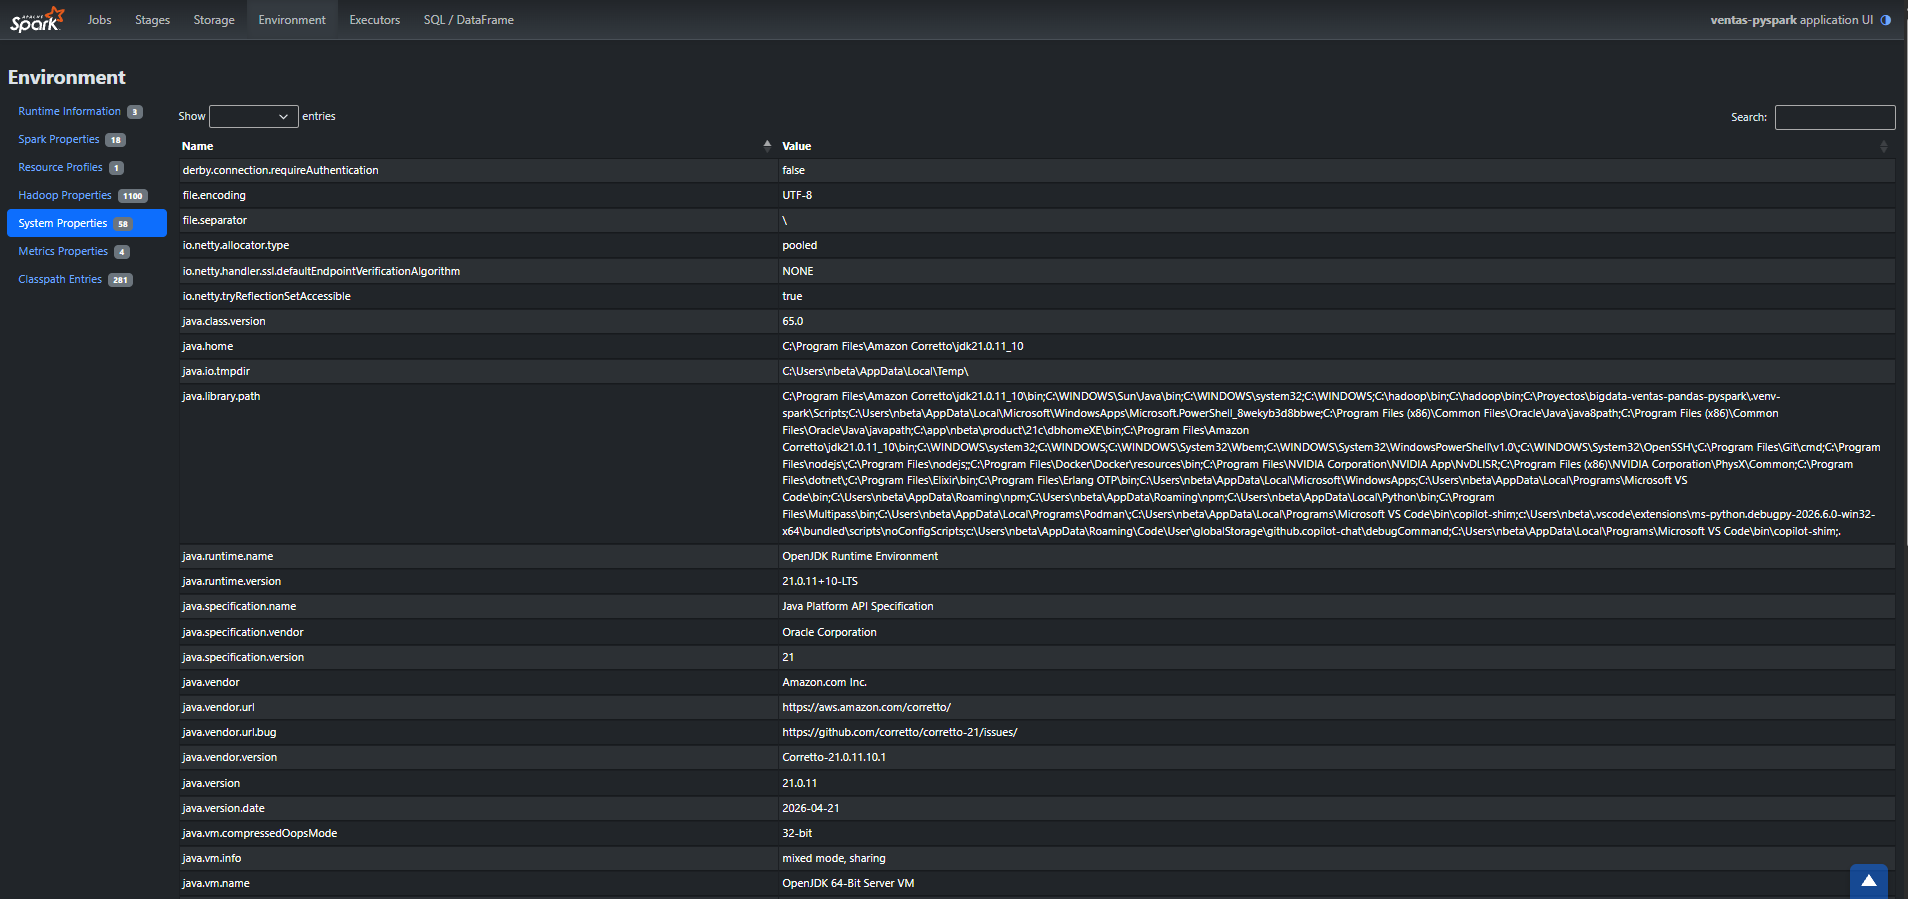 APACHE
Spark
Jobs
Stages
Storage
Environment
Executors
SQL / DataFrame
ventas-pyspark application UI
Environment
Runtime Information 3
Spark Properties 18
Resource Profiles 1
Hadoop Properties 1100
System Properties 58
Metrics Properties 4
Classpath Entries 281
Show entries
Search:
Name Value
derby.connection.requireAuthentication false
file.encoding UTF-8
file.separator \
io.netty.allocator.type pooled
io.netty.handler.ssl.defaultEndpointVerificationAlgorithm NONE
io.netty.tryReflectionSetAccessible true
java.class.version 65.0
java.home C:\Program Files\Amazon Corretto\jdk21.0.11_10
java.io.tmpdir C:\Users\nbeta\AppData\Local\Temp\
java.library.path C:\Program Files\Amazon Corretto\jdk21.0.11_10\bin;C:\WINDOWS\Sun\Java\bin;C:\WINDOWS\system32;C:\WINDOWS;C:\hadoop\bin;C:\hadoop\bin;C:\Proyectos\bigdata-ventas-pandas-pyspark\.venv-
spark\Scripts;C:\Users\nbeta\AppData\Local\Microsoft\WindowsApps\Microsoft.PowerShell_8wekyb3d8bbwe;C:\Program Files (x86)\Common Files\Oracle\Java\java8path;C:\Program Files (x86)\Common
Files\Oracle\Java\javapath;C:\app\nbeta\product\21c\dbhomeXE\bin;C:\Program Files\Amazon
Corretto\jdk21.0.11_10\bin;C:\WINDOWS\system32;C:\WINDOWS;C:\WINDOWS\System32\Wbem;C:\WINDOWS\System32\WindowsPowerShell\v1.0\;C:\WINDOWS\System32\OpenSSH\;C:\Program Files\Git\cmd;C:\Program
Files\nodejs\;C:\Program Files\nodejs;;C:\Program Files\Docker\Docker\resources\bin;C:\Program Files\NVIDIA Corporation\NVIDIA App\NvDLISR;C:\Program Files (x86)\NVIDIA Corporation\PhysX\Common;C:\Program
Files\dotnet\;C:\Program Files\Elixir\bin;C:\Program Files\Erlang OTP\bin;C:\Users\nbeta\AppData\Local\Microsoft\WindowsApps;C:\Users\nbeta\AppData\Local\Programs\Microsoft VS
Code\bin;C:\Users\nbeta\AppData\Roaming\npm;C:\Users\nbeta\AppData\Roaming\npm;C:\Users\nbeta\AppData\Local\Python\bin;C:\Program
Files\Multipass\bin;C:\Users\nbeta\AppData\Local\Programs\Podman\;C:\Users\nbeta\AppData\Local\Programs\Microsoft VS Code\bin\copilot-shim;c:\Users\nbeta\.vscode\extensions\ms-python.debugpy-2026.6.0-win32-
x64\bundled\scripts\noConfigScripts;c:\Users\nbeta\AppData\Roaming\Code\User\globalStorage\github.copilot-chat\debugCommand;C:\Users\nbeta\AppData\Local\Programs\Microsoft VS Code\bin\copilot-shim;.
java.runtime.name OpenJDK Runtime Environment
java.runtime.version 21.0.11+10-LTS
java.specification.name Java Platform API Specification
java.specification.vendor Oracle Corporation
java.specification.version 21
java.vendor Amazon.com Inc.
java.vendor.url https://aws.amazon.com/corretto/
java.vendor.url.bug https://github.com/corretto/corretto-21/issues/
java.vendor.version Corretto-21.0.11.10.1
java.version 21.0.11
java.version.date 2026-04-21
java.vm.compressedOopsMode 32-bit
java.vm.info mixed mode, sharing
java.vm.name OpenJDK 64-Bit Server VM